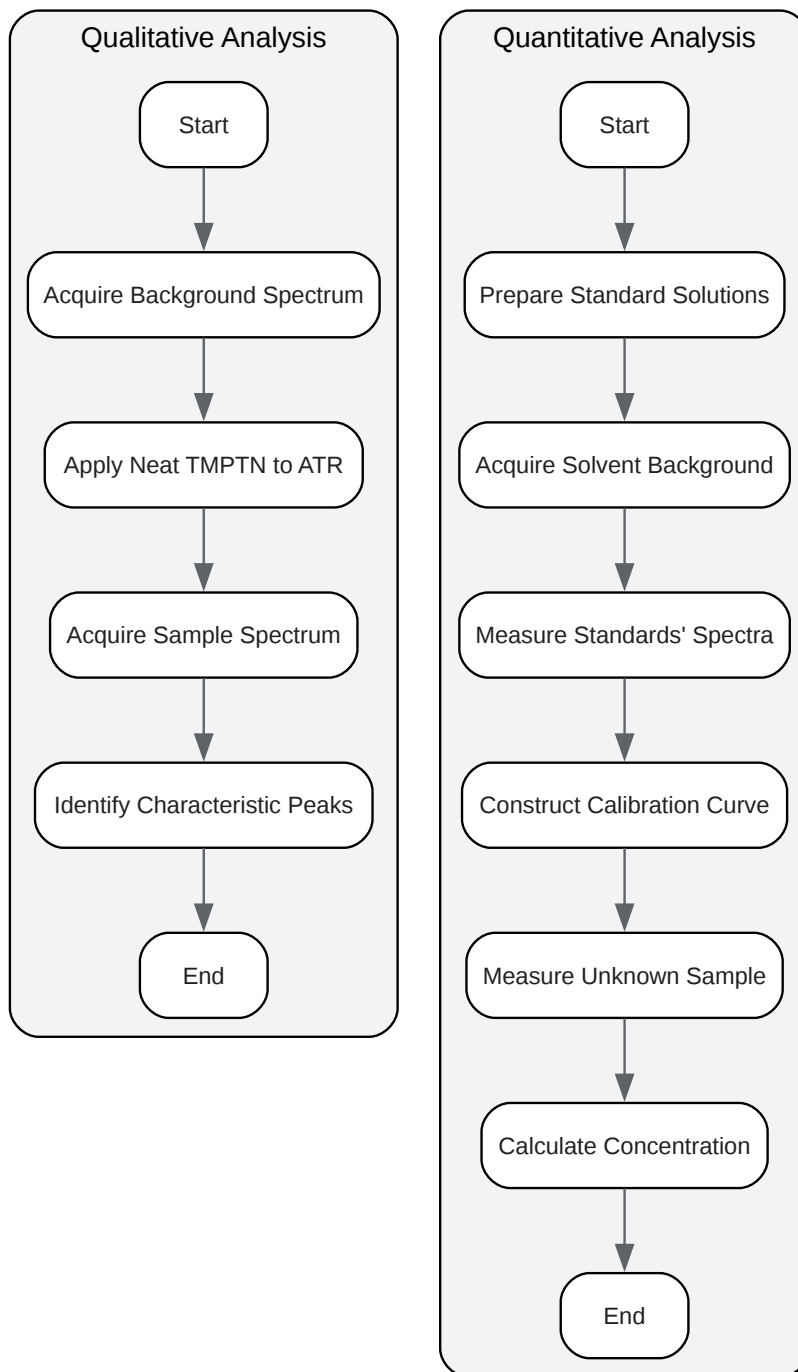 Qualitative Analysis
Start
Acquire Background Spectrum
Apply Neat TMPTN to ATR
Acquire Sample Spectrum
Identify Characteristic Peaks
End
Quantitative Analysis
Start
Prepare Standard Solutions
Acquire Solvent Background
Measure Standards' Spectra
Construct Calibration Curve
Measure Unknown Sample
Calculate Concentration
End